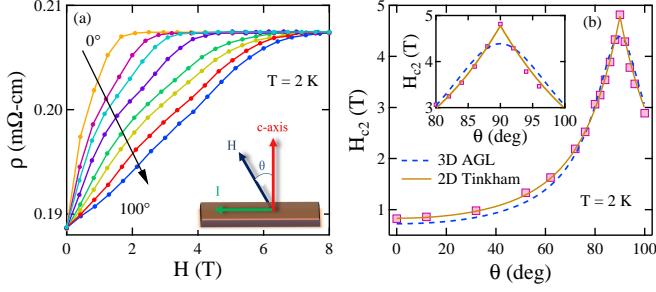 (a)
0°
T = 2 K
100°
c-axis
H
θ
I
0.21
0.20
0.19
ρ (mΩ-cm)
0 2 4 6 8
H (T)
(b)
5
4
3
H_c2 (T)
80 85 90 95 100
θ (deg)
3D AGL
2D Tinkham
T = 2 K
5
4
3
2
1
H_c2 (T)
0 20 40 60 80 100
θ (deg)